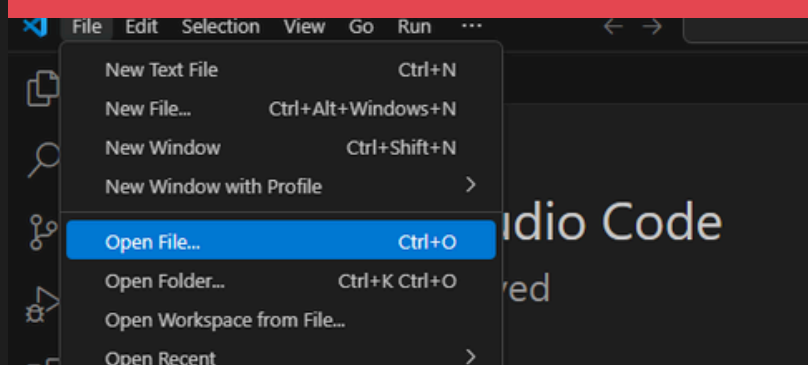 File Edit Selection View Go Run ...
New Text File Ctrl+N
New File... Ctrl+Alt+Windows+N
New Window Ctrl+Shift+N
New Window with Profile
Open File... Ctrl+O
Open Folder... Ctrl+K Ctrl+O
Open Workspace from File...
Open Recent
udio Code
ved